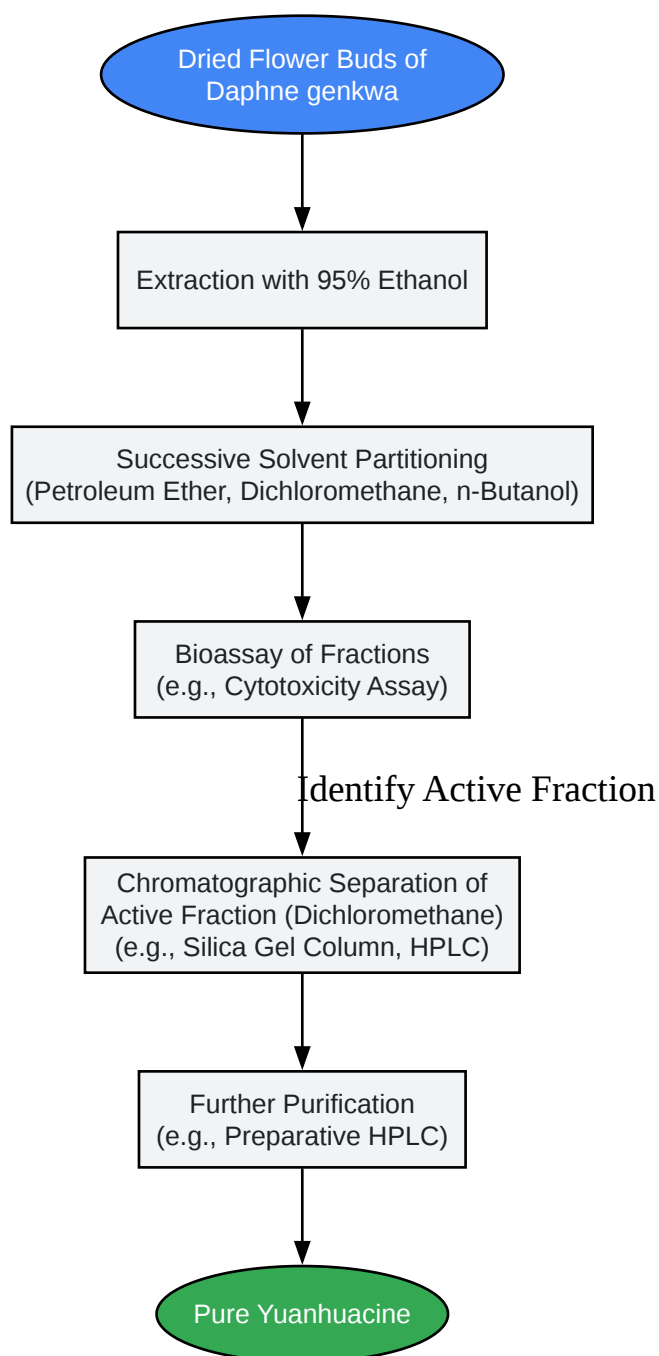 Dried Flower Buds of
Daphne genkwa
Extraction with 95% Ethanol
Successive Solvent Partitioning
(Petroleum Ether, Dichloromethane, n-Butanol)
Bioassay of Fractions
(e.g., Cytotoxicity Assay)
Identify Active Fraction
Chromatographic Separation of
Active Fraction (Dichloromethane)
(e.g., Silica Gel Column, HPLC)
Further Purification
(e.g., Preparative HPLC)
Pure Yuanhuacine